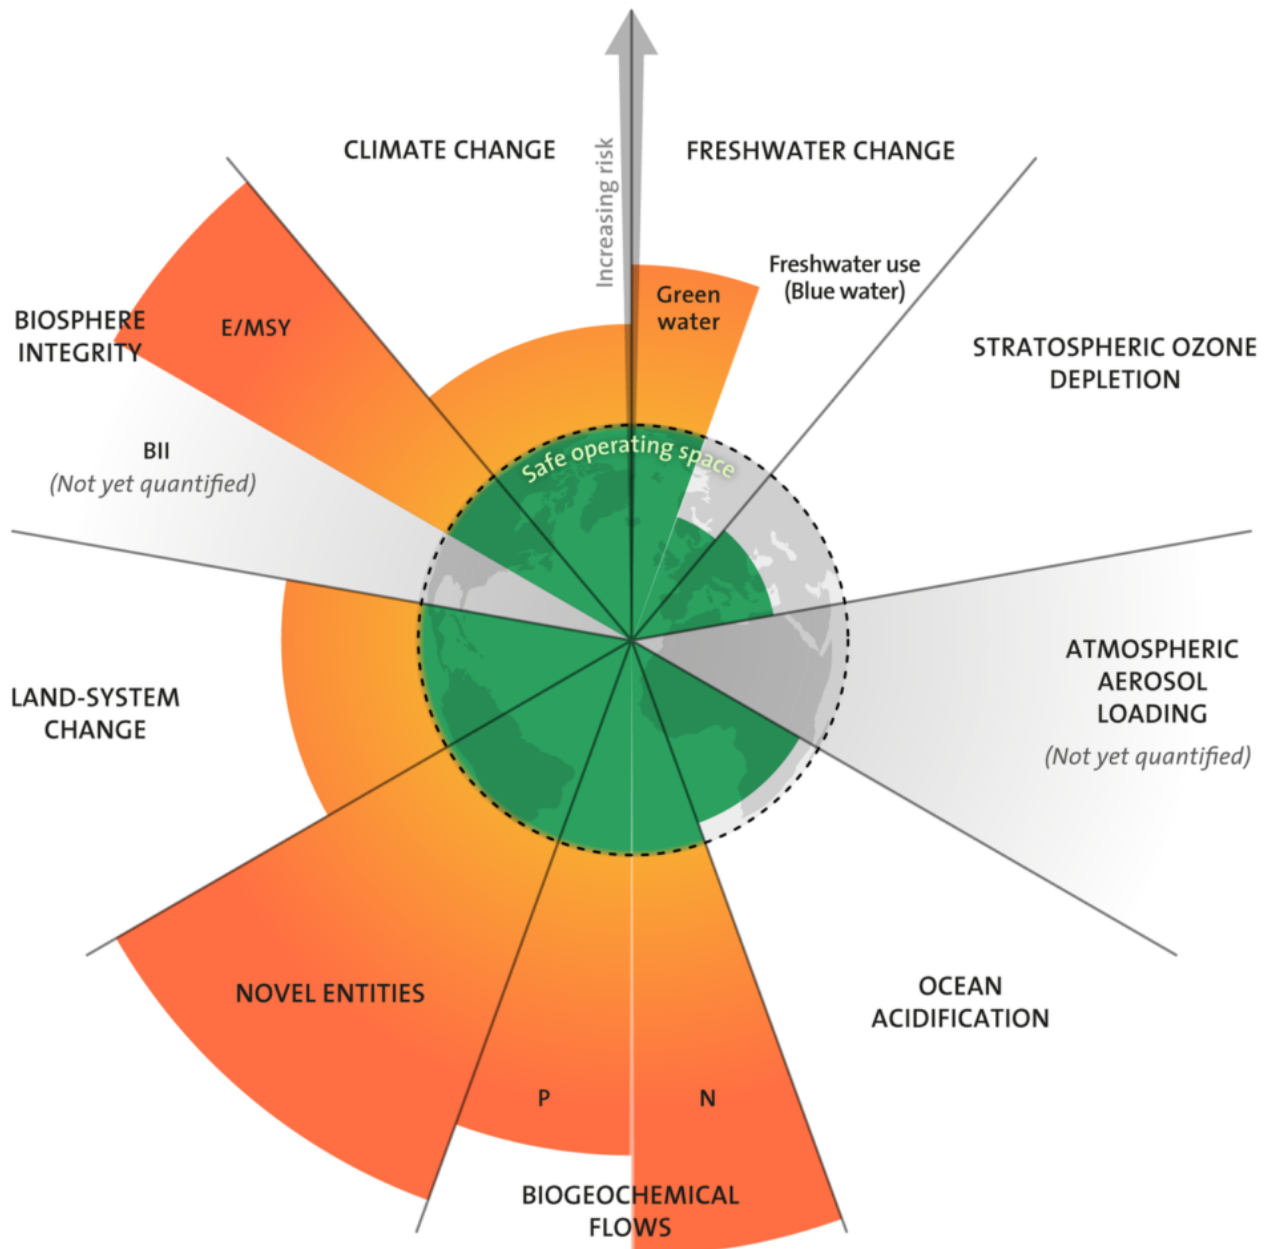 CLIMATE CHANGE
FRESHWATER CHANGE
Increasing risk
Freshwater use
(Blue water)
Green
water
BIOSPHERE
INTEGRITY
E/MSY
STRATOSPHERIC OZONE
DEPLETION
BII
(Not yet quantified)
Safe operating space
ATMOSPHERIC
AEROSOL
LOADING
(Not yet quantified)
LAND-SYSTEM
CHANGE
NOVEL ENTITIES
OCEAN
ACIDIFICATION
P
N
BIOGEOCHEMICAL
FLOWS